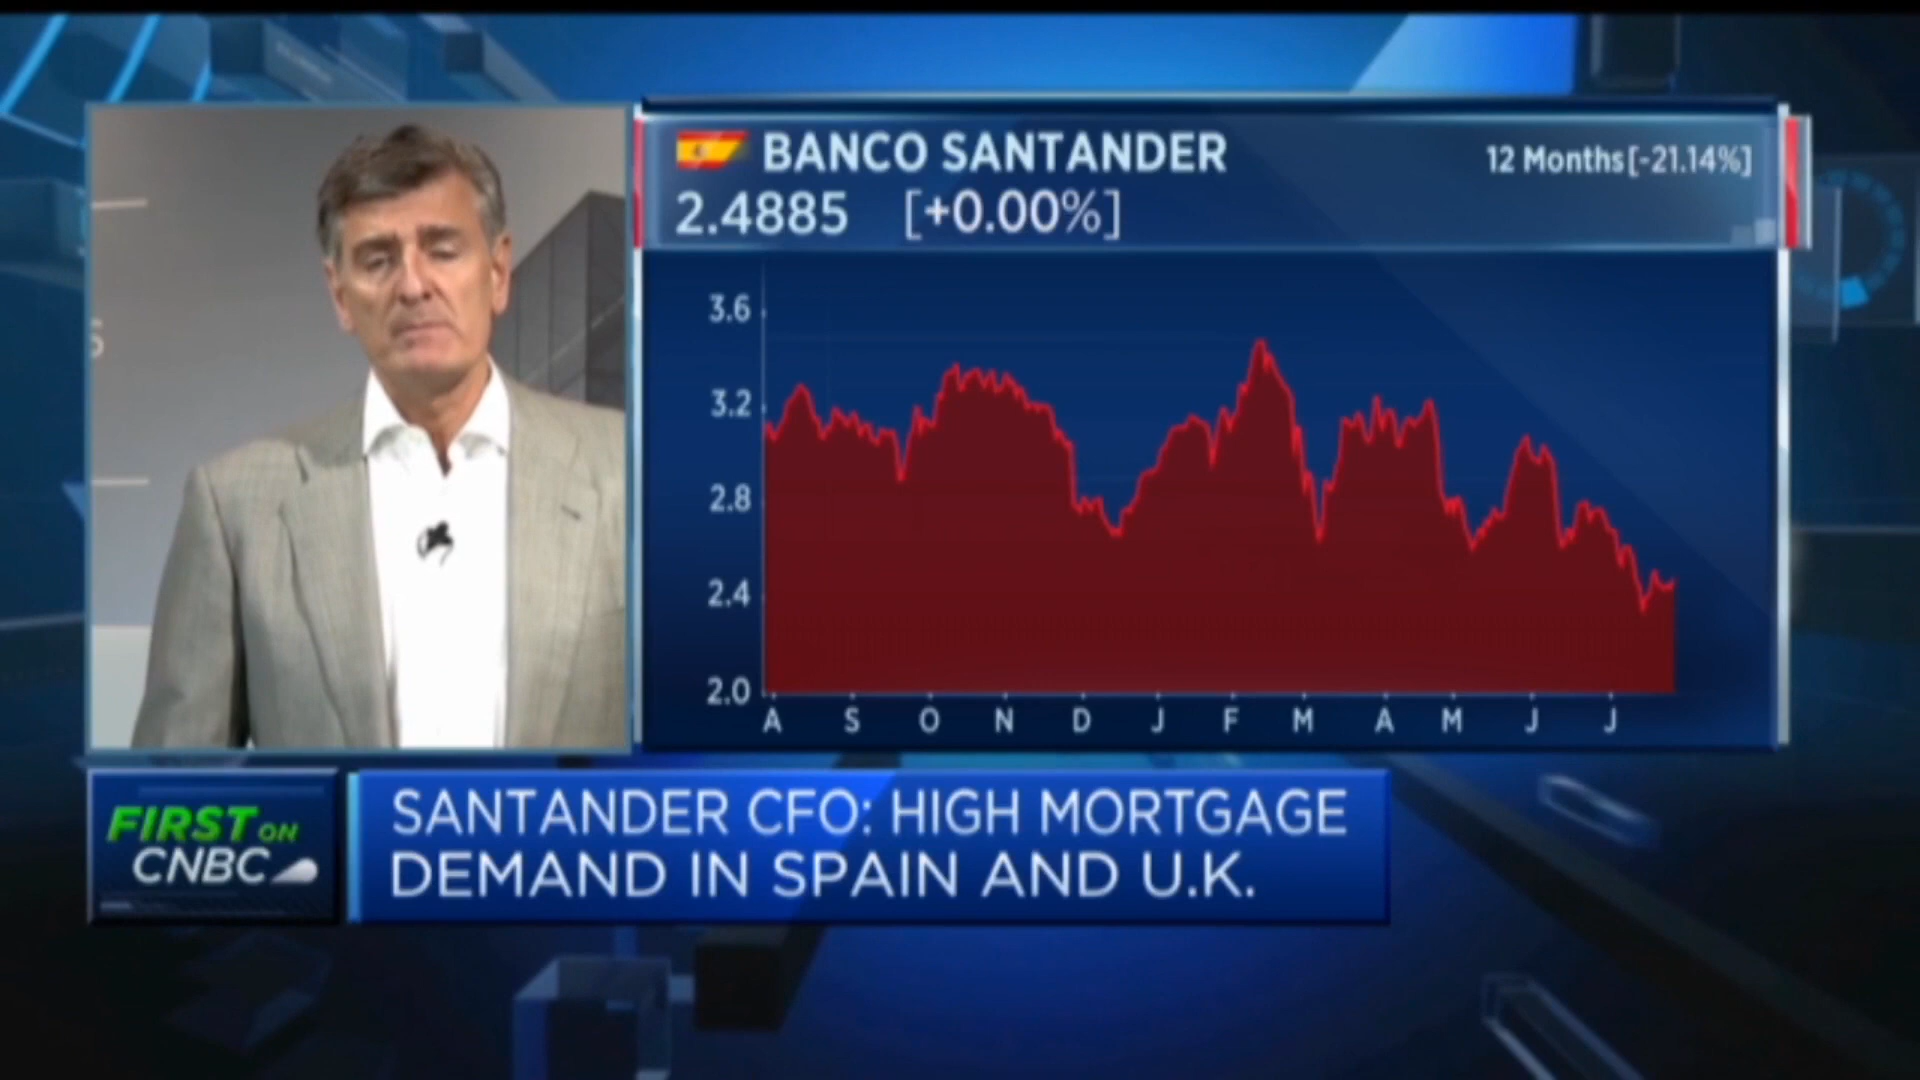 BANCO SANTANDER
12 Months[-21.14%]
2.4885 [+0.00%]
3.6
3.2
2.8
2.4
2.0
A S O N D J F M A M J J
FIRST ON
CNBC
SANTANDER CFO: HIGH MORTGAGE
DEMAND IN SPAIN AND U.K.